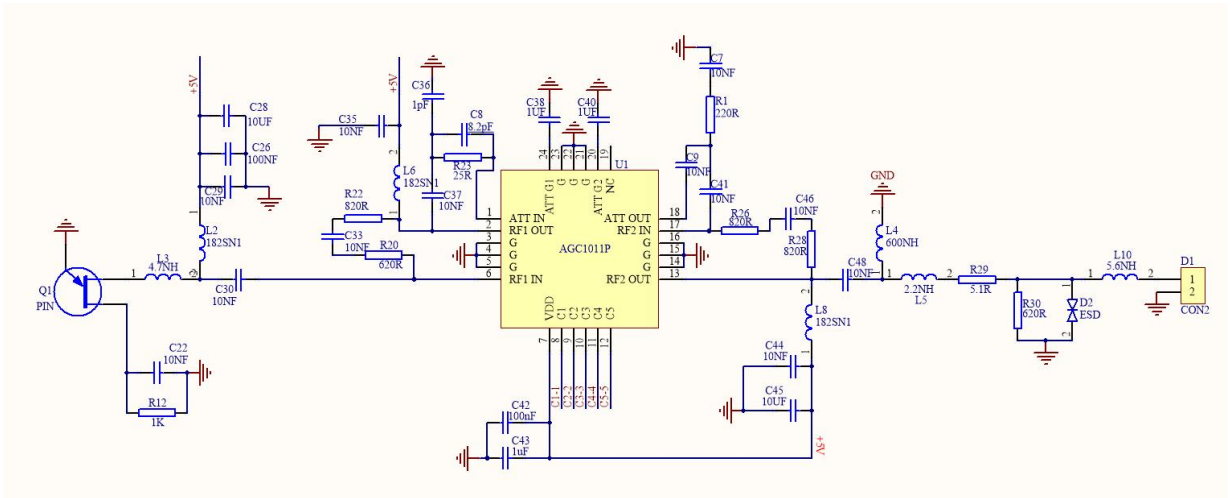 +5V
C28
10UF
C26
100NF
C29
10NF
1
L2
182SN1
2
L3
4.7NH
1
2
Q1
PIN
C30
10NF
C22
10NF
R12
1K
C35
10NF
+5V
2
L6
182SN1
1
R22
820R
C33
10NF
R20
620R
C36
1pF
C8
8.2pF
R23
25R
C37
10NF
C38
1UF
C40
1UF
24
23
22
21
20
19
U1
ATT G1
G
G
G
ATT G2
NC
1
2
3
4
5
6
ATT IN
RF1 OUT
G
G
G
RF1 IN
AGC1011P
ATT OUT
RF2 IN
G
G
G
RF2 OUT
18
17
16
15
14
13
VDD
C1
C2
C3
C4
C5
7
8
9
10
11
12
C1-1
C2-2
C3-3
C4-4
C5-5
C42
100nF
C43
1uF
C7
10NF
R1
220R
C9
10NF
C41
10NF
R26
820R
C46
10NF
R28
820R
2
L8
182SN1
1
C44
10NF
C45
10UF
+5V
C48
10NF
GND
2
L4
600NH
1
1
2
2.2NH
L5
R29
5.1R
R30
620R
1
D2
ESD
2
L10
5.6NH
1
2
D1
1
2
CON2